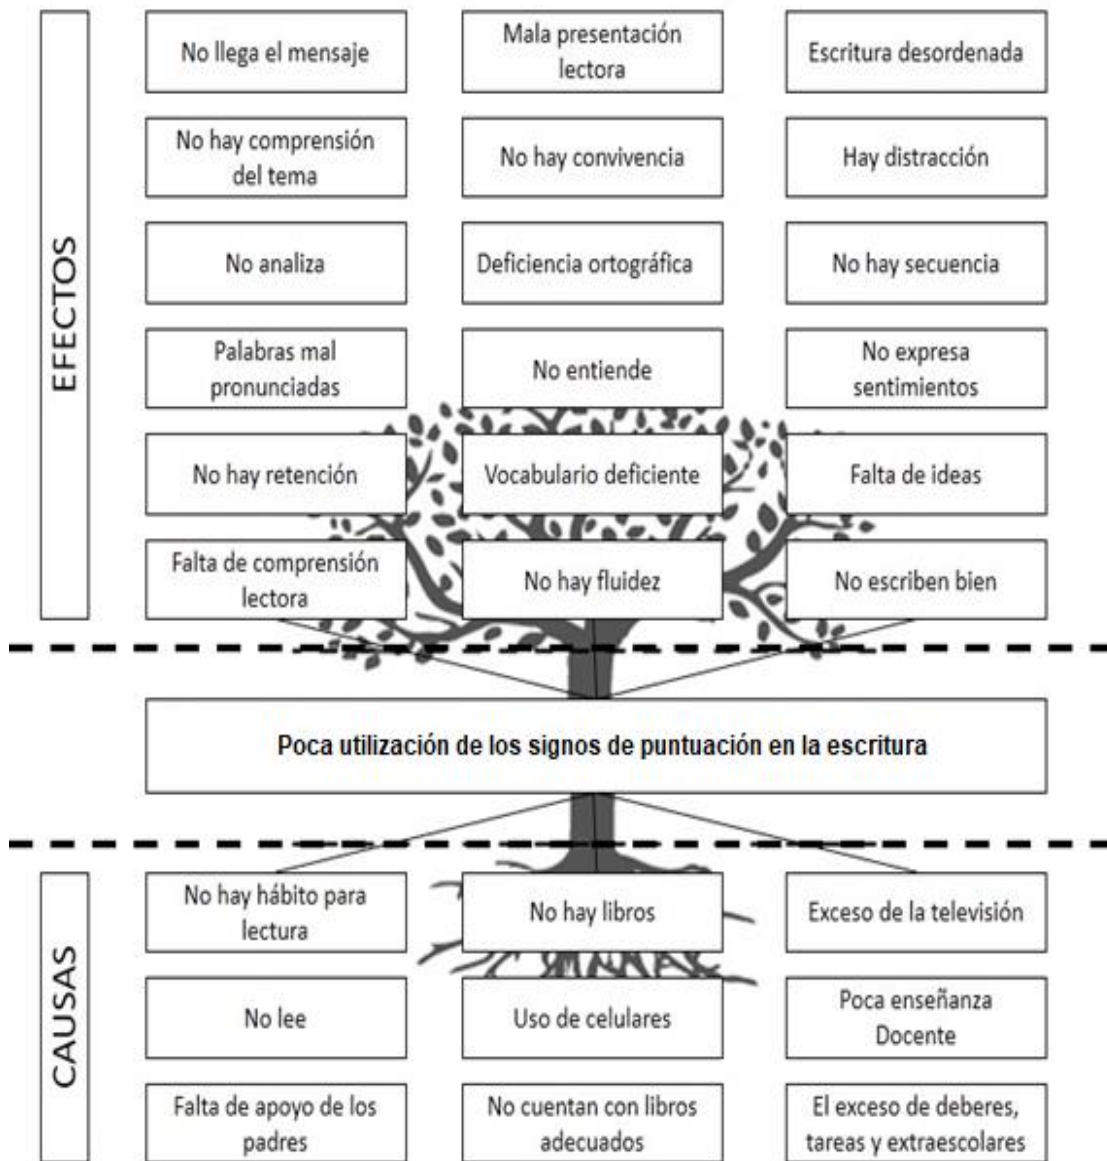 EFECTOS
No llega el mensaje
Mala presentación
lectora
Escritura desordenada
No hay comprensión
del tema
No hay convivencia
Hay distracción
No analiza
Deficiencia ortográfica
No hay secuencia
Palabras mal
pronunciadas
No entiende
No expresa
sentimientos
No hay retención
Vocabulario deficiente
Falta de ideas
Falta de comprensión
lectora
No hay fluidez
No escriben bien
Poca utilización de los signos de puntuación en la escritura
CAUSAS
No hay hábito para
lectura
No hay libros
Exceso de la televisión
No lee
Uso de celulares
Poca enseñanza
Docente
Falta de apoyo de los
padres
No cuentan con libros
adecuados
El exceso de deberes,
tareas y extraescolares